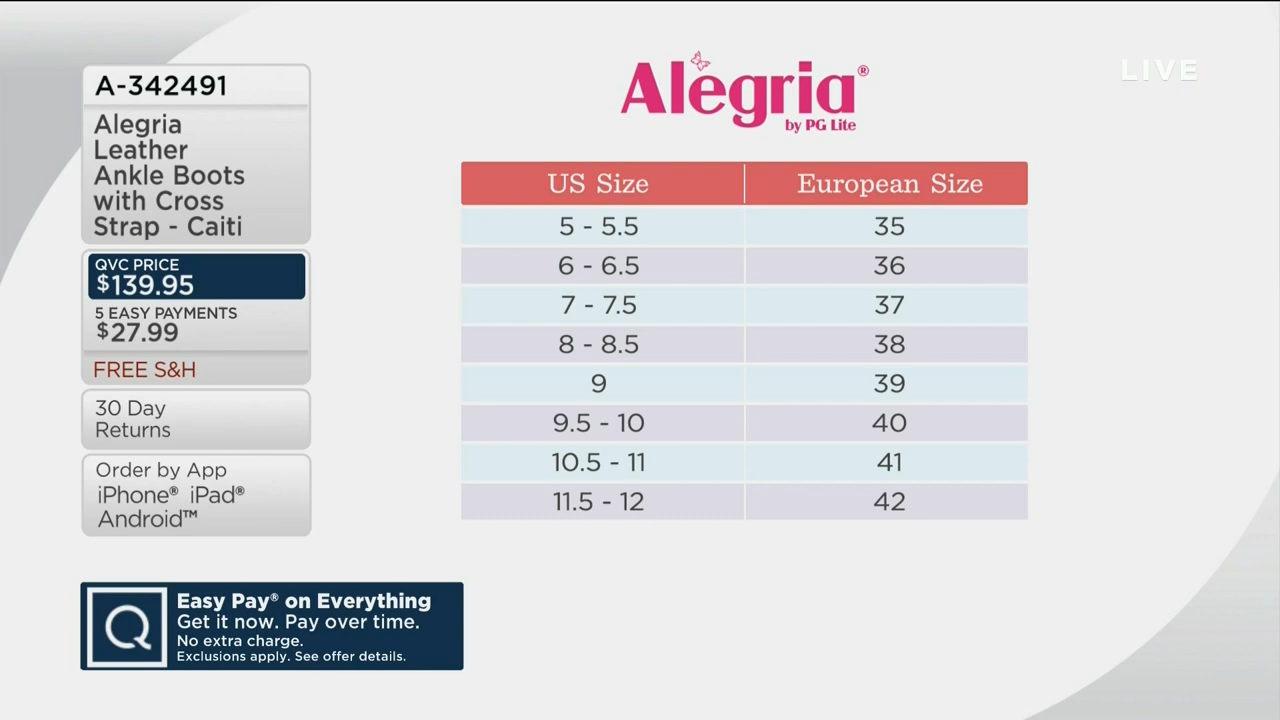 A-342491
Alegria
Leather
Ankle Boots
with Cross
Strap - Caiti
QVC PRICE
$139.95
5 EASY PAYMENTS
$27.99
FREE S&H
30 Day
Returns
Order by App
iPhone® iPad®
Android™
Alegria®
by PG Lite
LIVE
US Size European Size
5 - 5.5 35
6 - 6.5 36
7 - 7.5 37
8 - 8.5 38
9 39
9.5 - 10 40
10.5 - 11 41
11.5 - 12 42
Q
Easy Pay® on Everything
Get it now. Pay over time.
No extra charge.
Exclusions apply. See offer details.